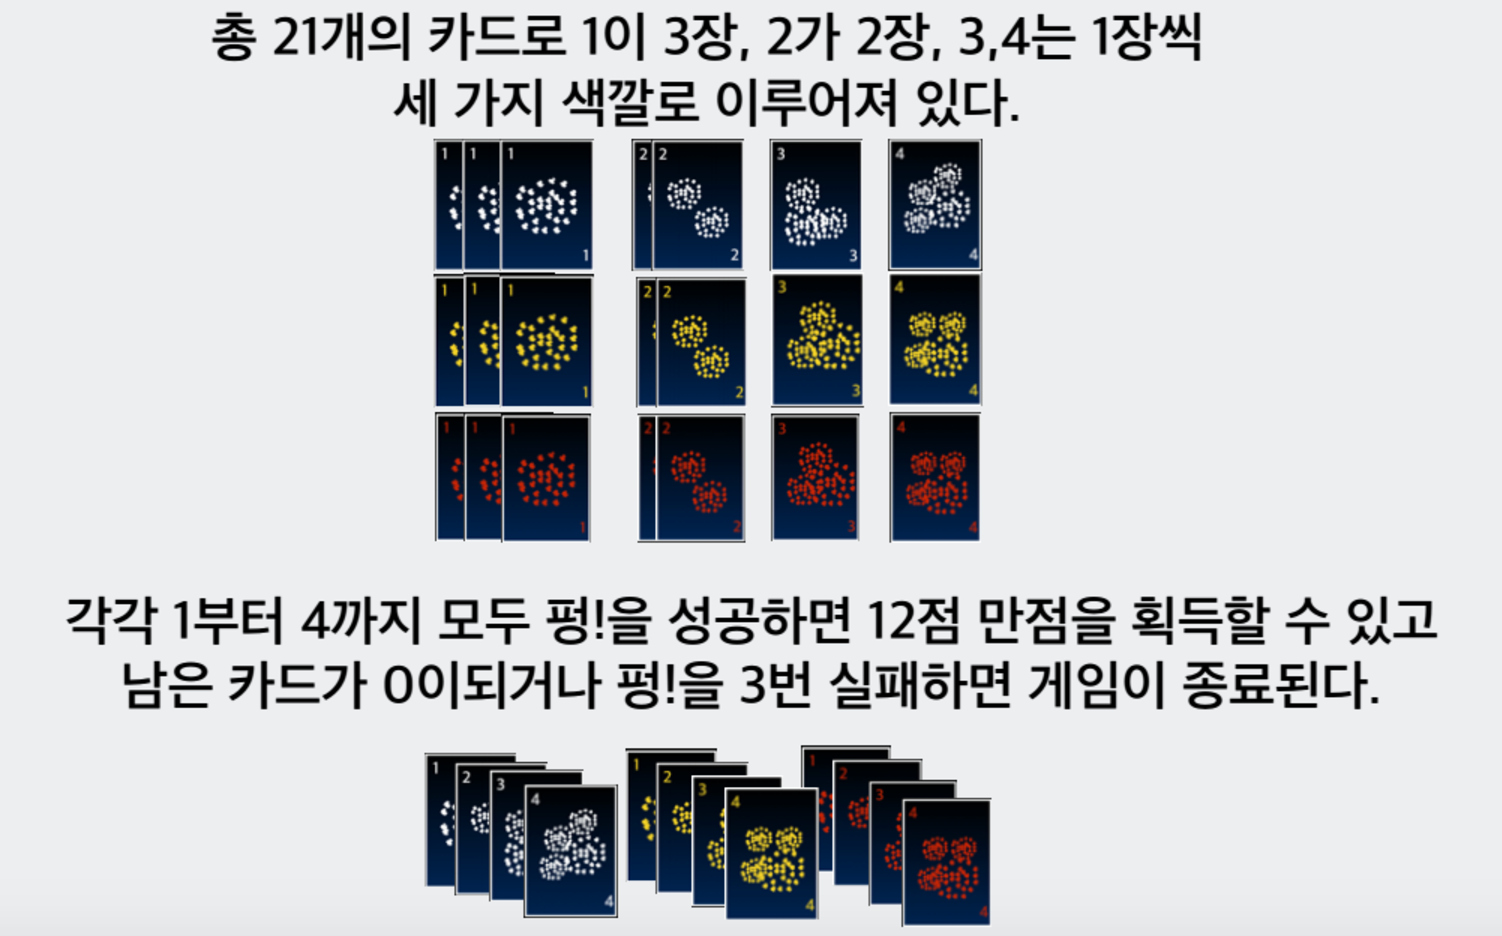 총 21개의 카드로 1이 3장, 2가 2장, 3,4는 1장씩
세 가지 색깔로 이루어져 있다.
1 1 1 2 2 3 4
1 2 3 4
1 1 1 2 2 3 4
1 2 3 4
1 1 1 2 2 3 4
1 2 3 4
각각 1부터 4까지 모두 펑!을 성공하면 12점 만점을 획득할 수 있고
남은 카드가 0이되거나 펑!을 3번 실패하면 게임이 종료된다.
1 2 3 4 1 2 3 4 1 2 3 4
4 4 4